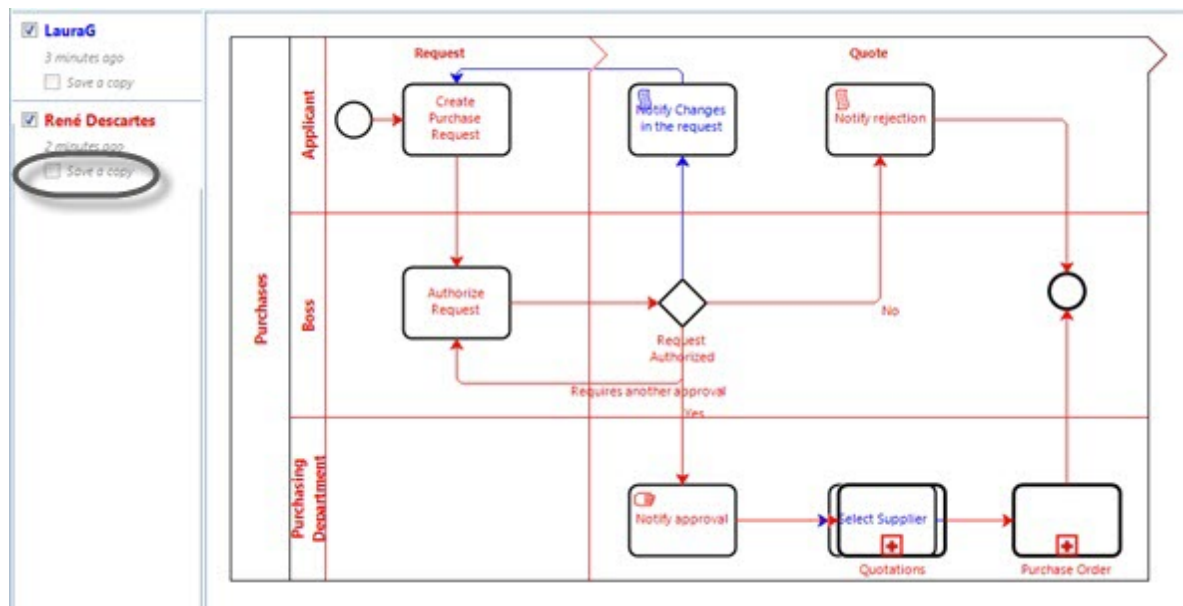 LauraG
3 minutes ago
Save a copy
René Descartes
2 minutes ago
Save a copy
Request
Quote
Purchases
Applicant
Create
Purchase
Request
Notify Changes
in the request
Notify rejection
Boss
Authorize
Request
Request
Authorized
No
Requires another approval
Yes
Purchasing
Department
Notify approval
Select Supplier
Quotations
Purchase Order